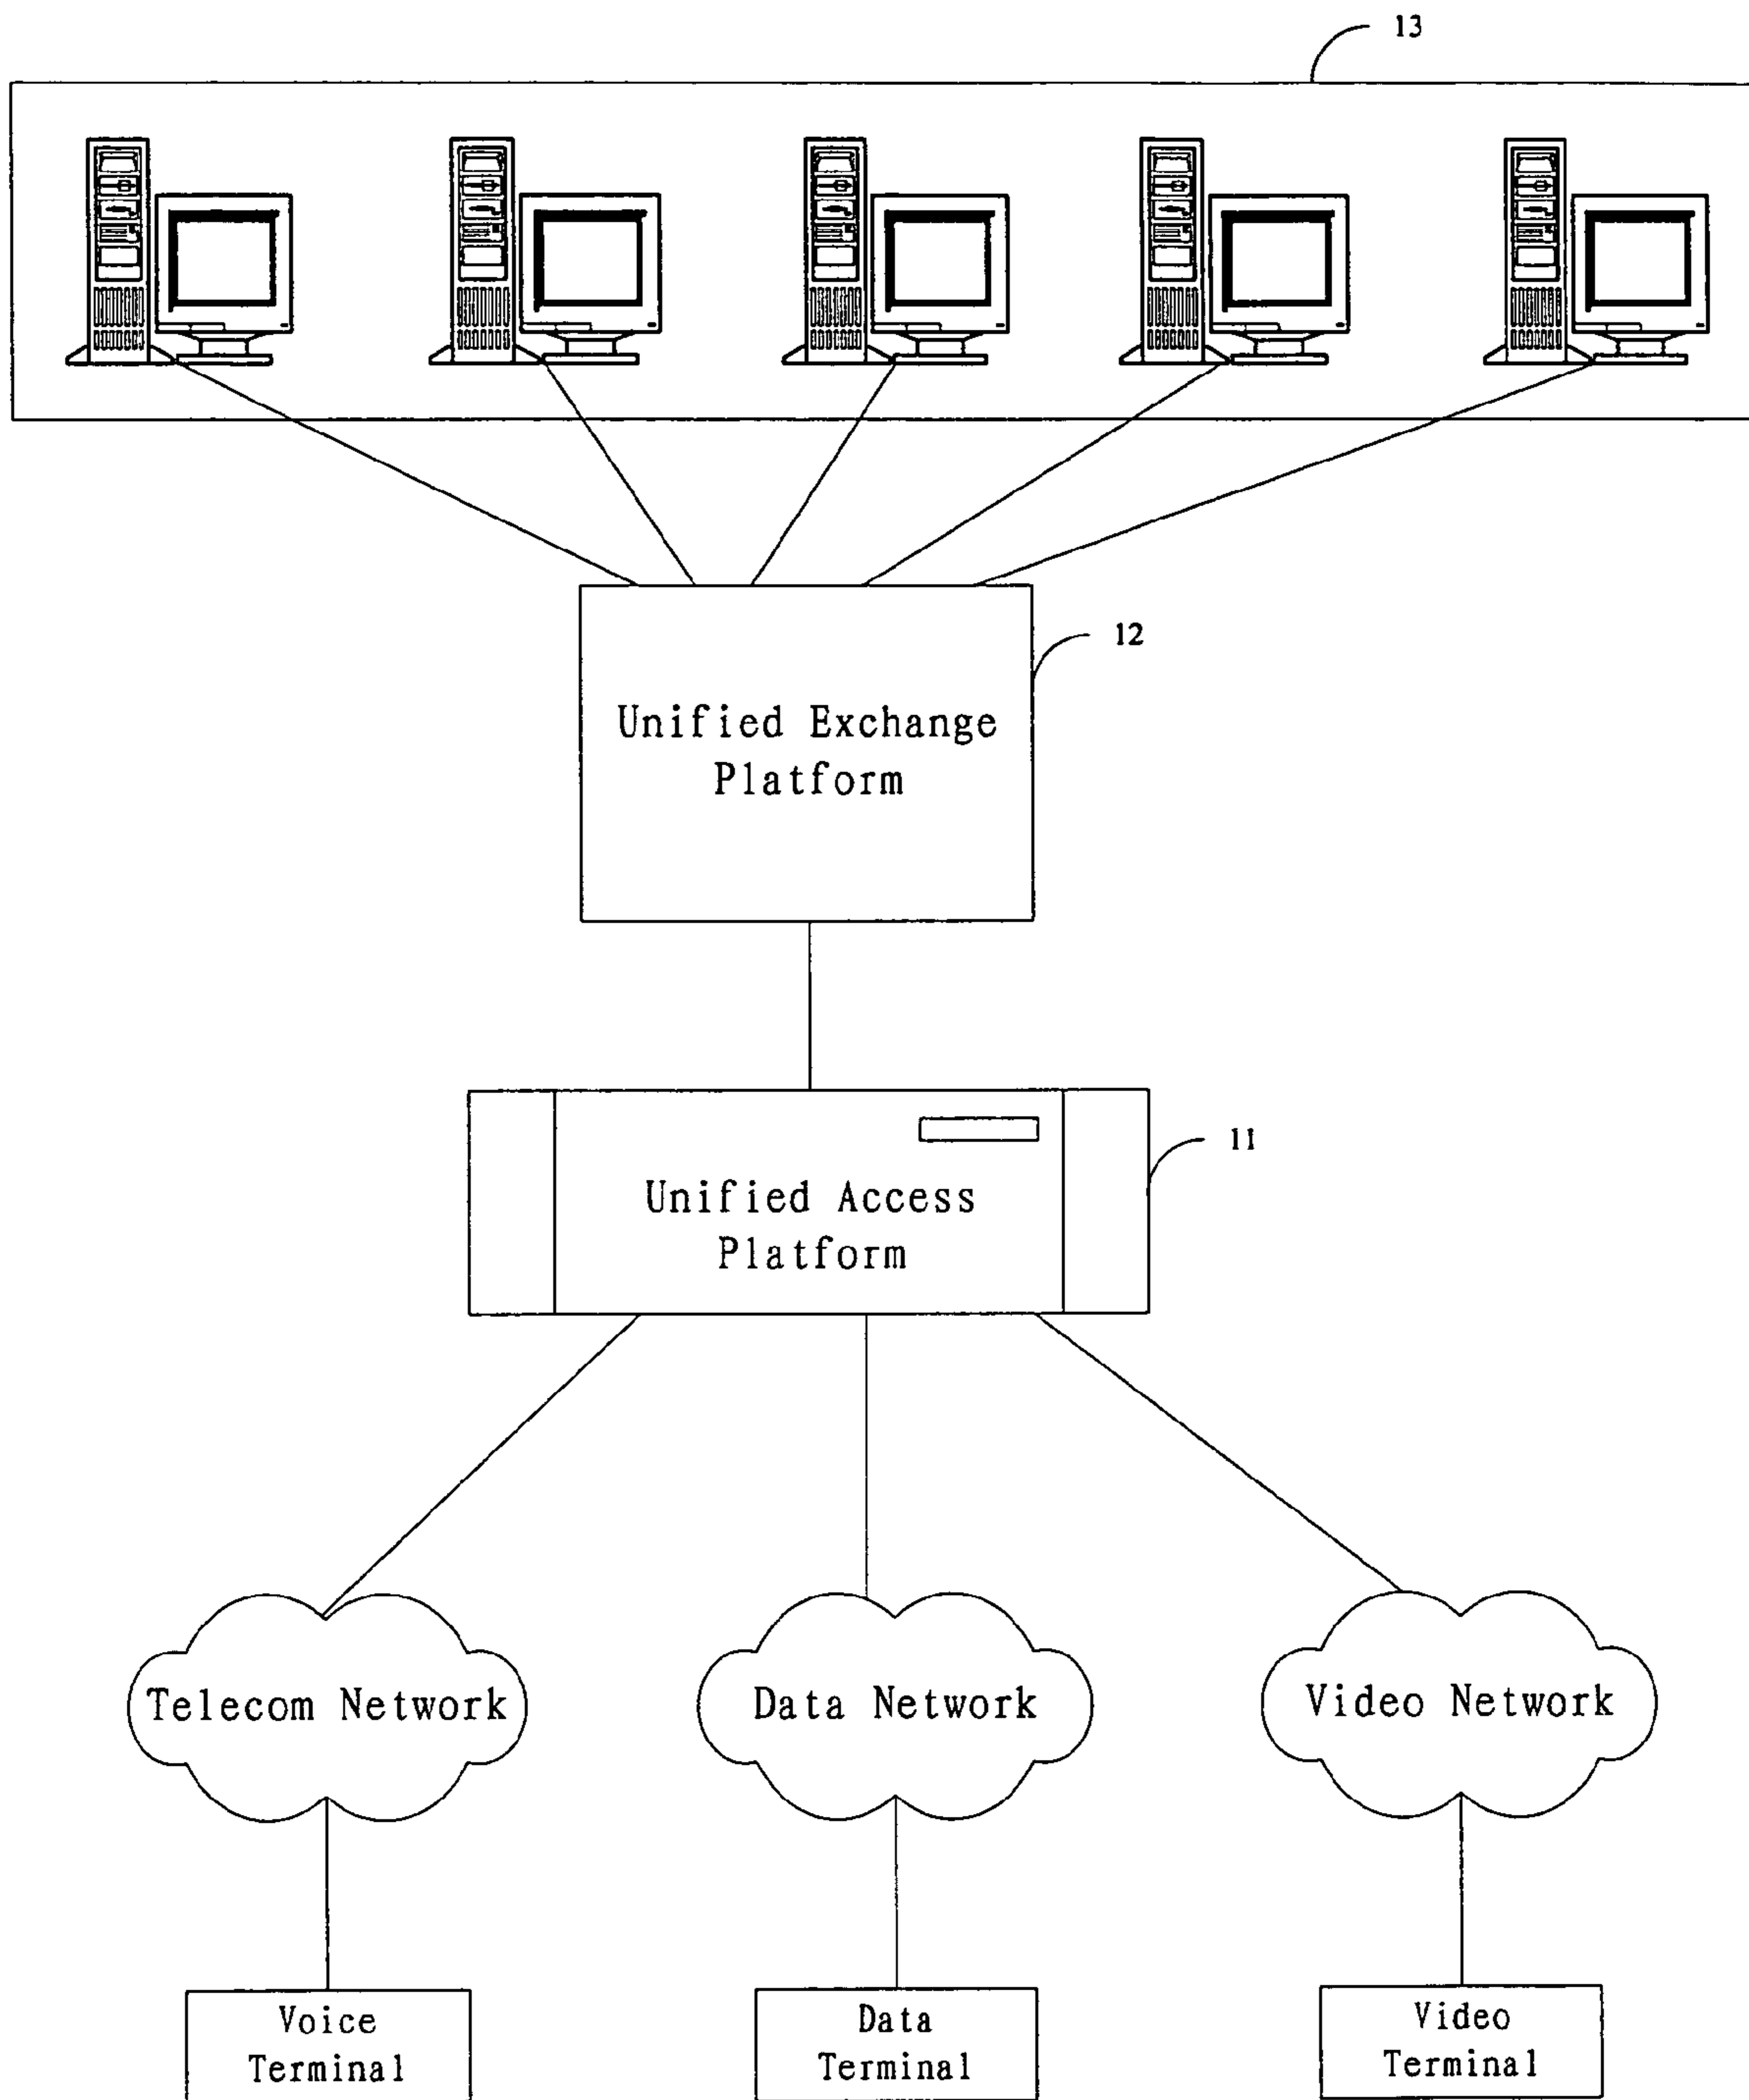 13
12
Unified Exchange
Platform
11
Unified Access
Platform
Telecom Network
Data Network
Video Network
Voice
Terminal
Data
Terminal
Video
Terminal